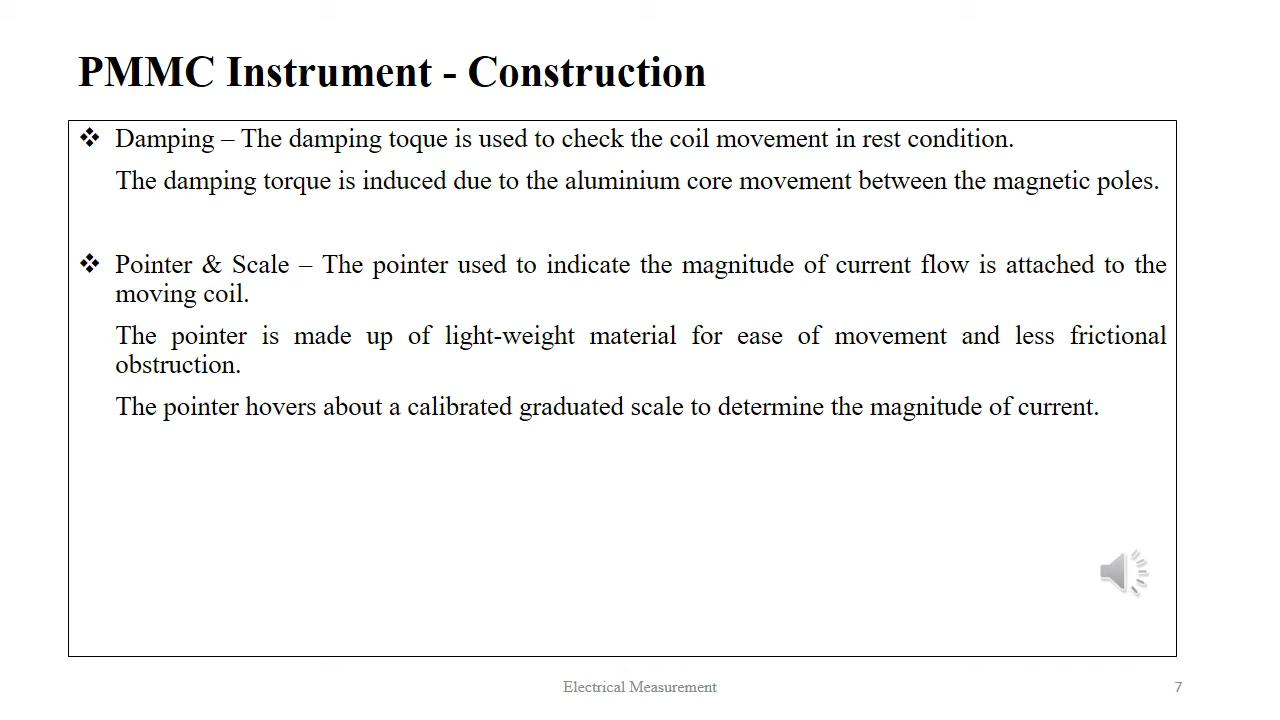 PMMC Instrument - Construction
❖ Damping – The damping toque is used to check the coil movement in rest condition.
The damping torque is induced due to the aluminium core movement between the magnetic poles.
❖ Pointer & Scale – The pointer used to indicate the magnitude of current flow is attached to the
moving coil.
The pointer is made up of light-weight material for ease of movement and less frictional
obstruction.
The pointer hovers about a calibrated graduated scale to determine the magnitude of current.
Electrical Measurement
7